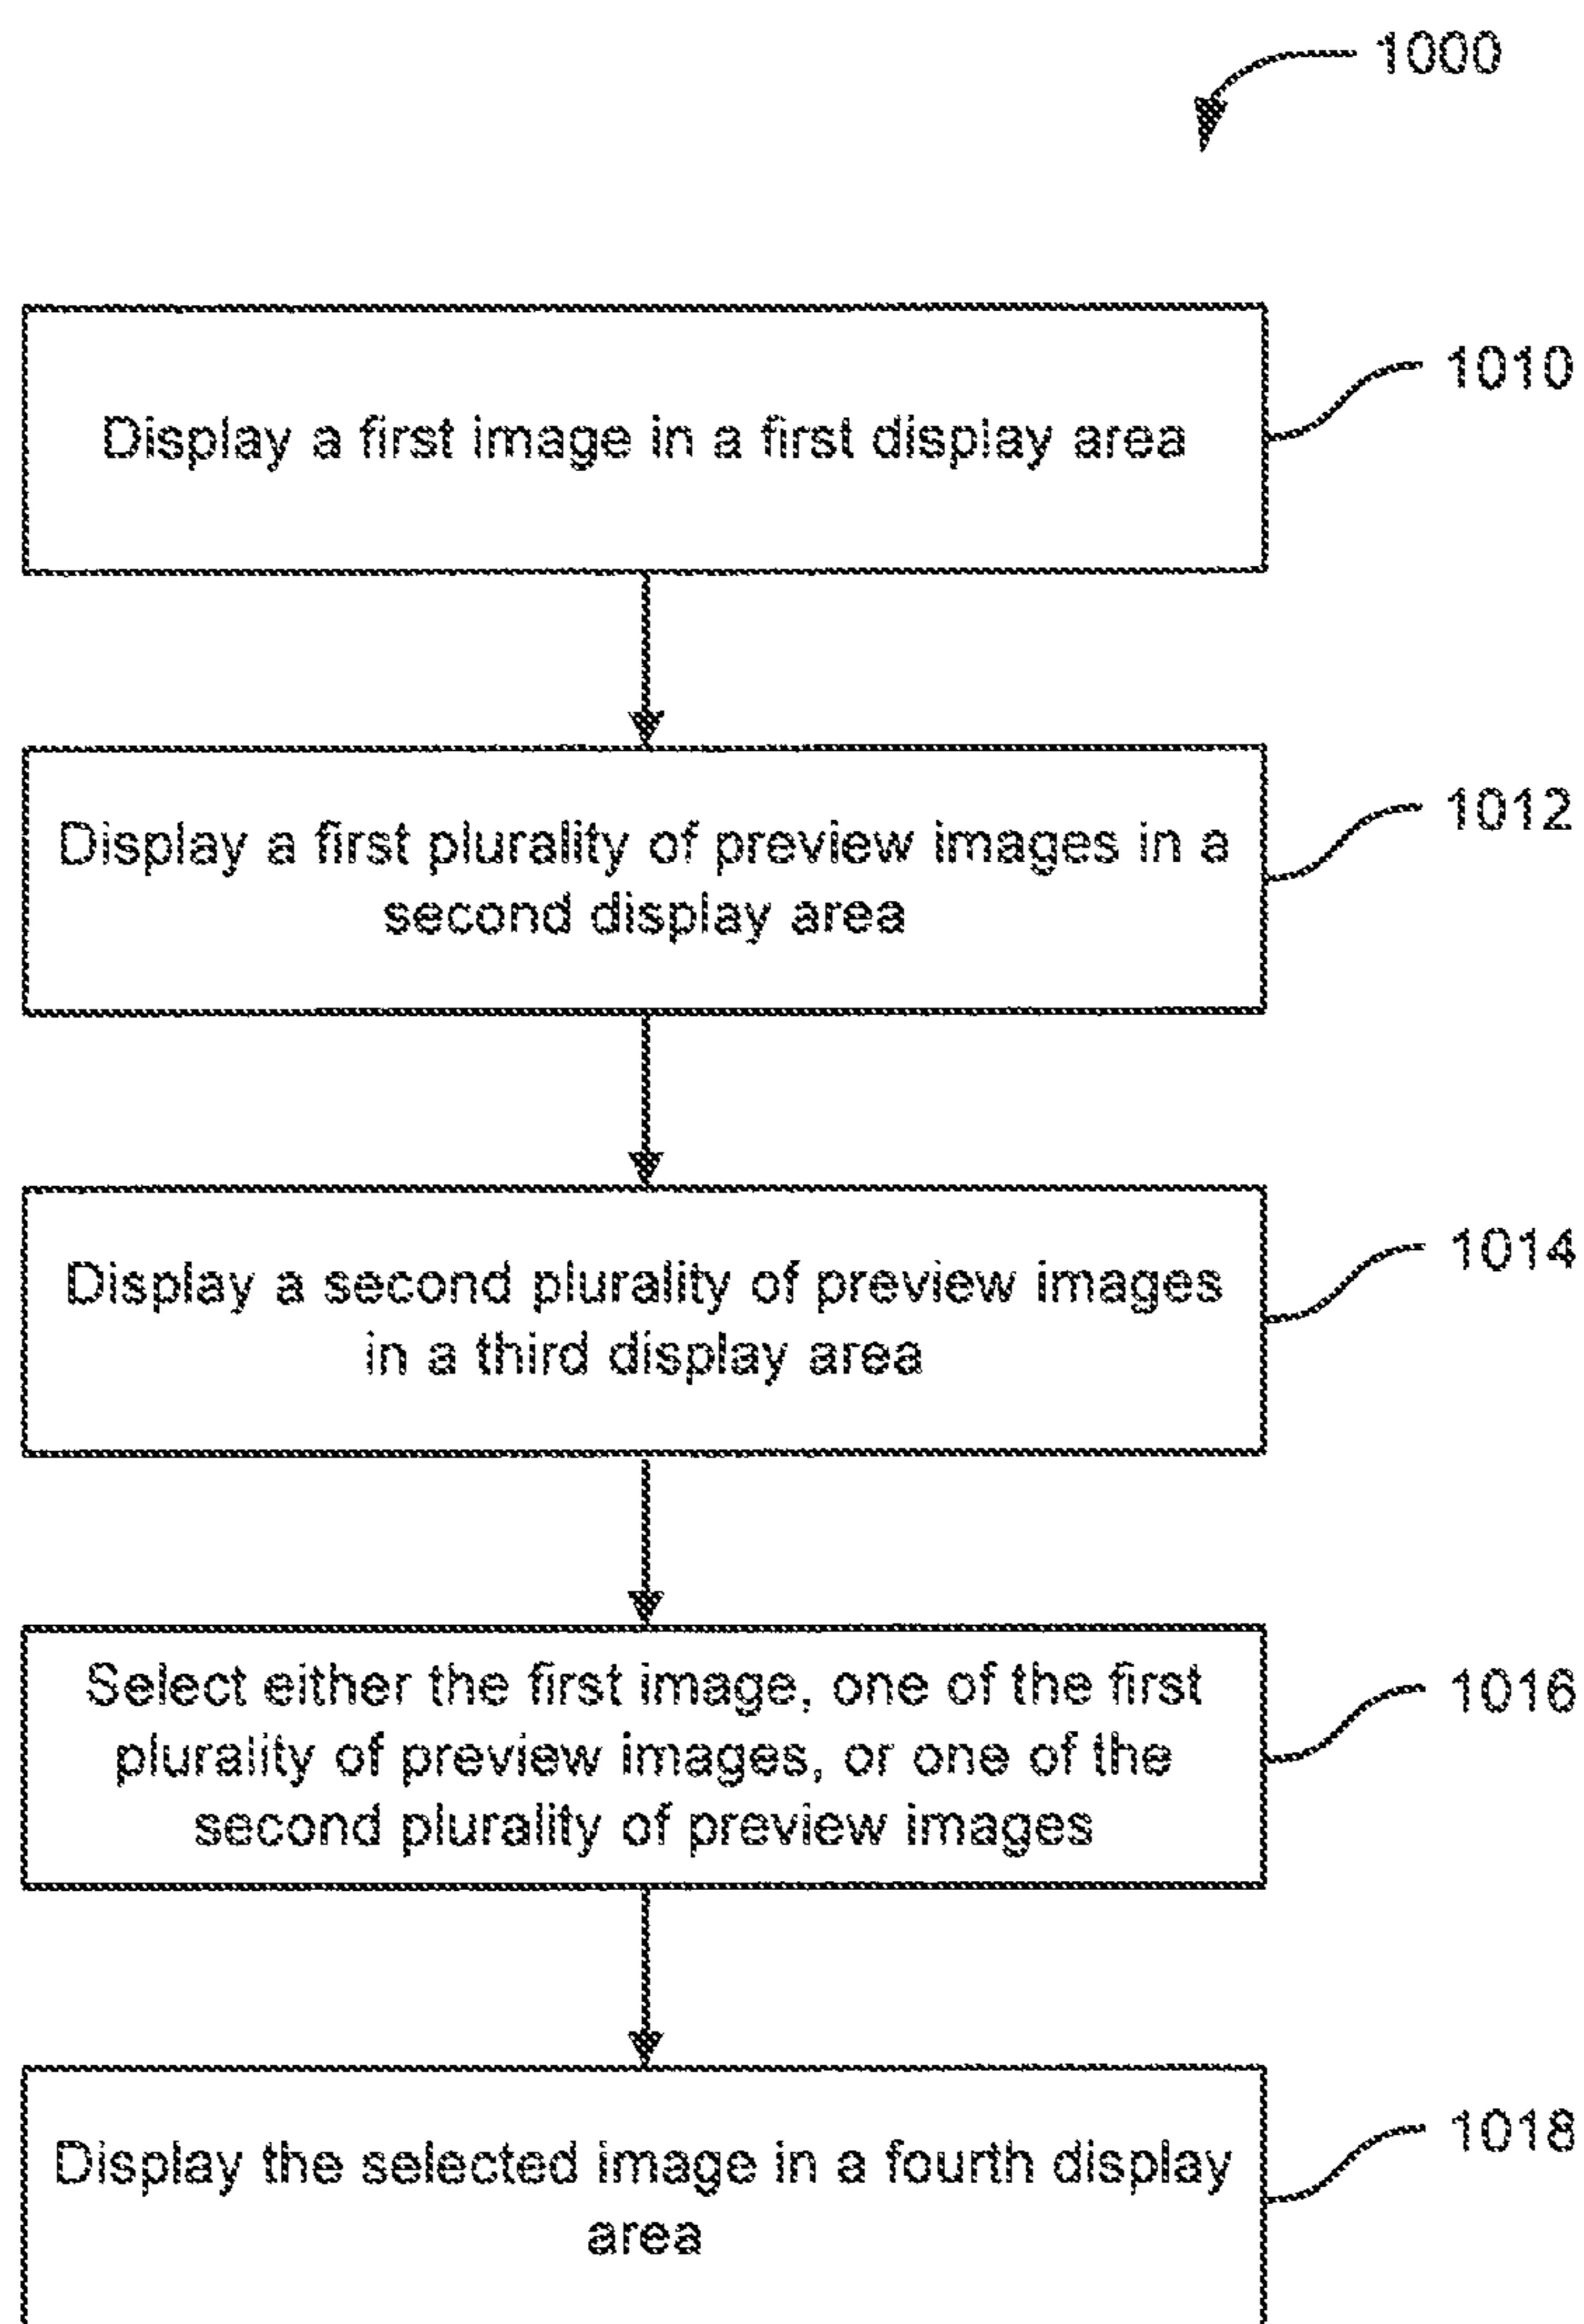 1000
Display a first image in a first display area
1010
Display a first plurality of preview images in a
second display area
1012
Display a second plurality of preview images
in a third display area
1014
Select either the first image, one of the first
plurality of preview images, or one of the
second plurality of preview images
1016
Display the selected image in a fourth display
area
1018